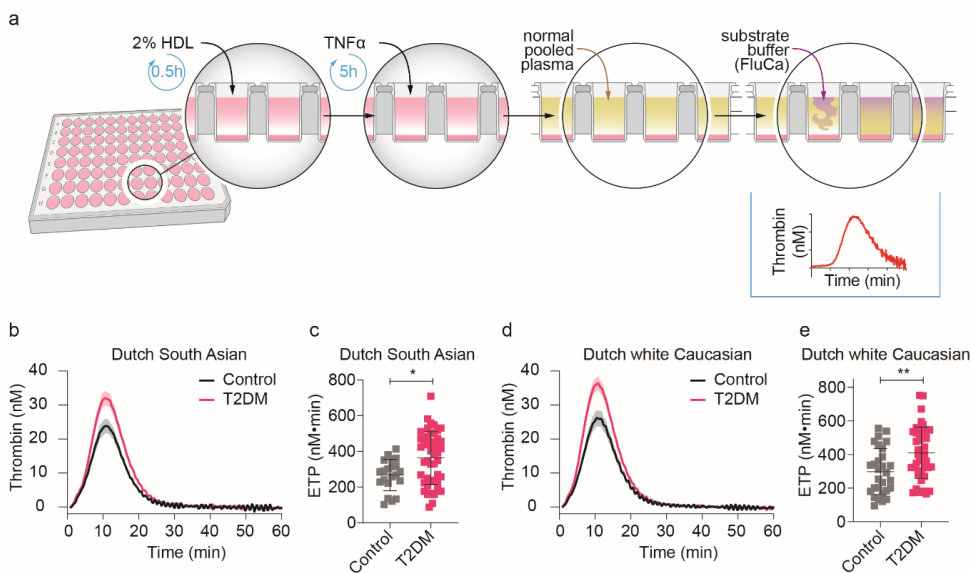 a
2% HDL
0.5h
TNFα
5h
normal
pooled
plasma
substrate
buffer
(FluCa)
A
B
C
D
E
F
G
H
Thrombin
(nM)
Time (min)
b
Dutch South Asian
Thrombin (nM)
40
30
20
10
0
0 10 20 30 40 50 60
Time (min)
Control
T2DM
c
Dutch South Asian
*
ETP (nM•min)
800
600
400
200
0
Control
T2DM
d
Dutch white Caucasian
Thrombin (nM)
40
30
20
10
0
0 10 20 30 40 50 60
Time (min)
Control
T2DM
e
Dutch white Caucasian
**
ETP (nM•min)
800
600
400
200
0
Control
T2DM